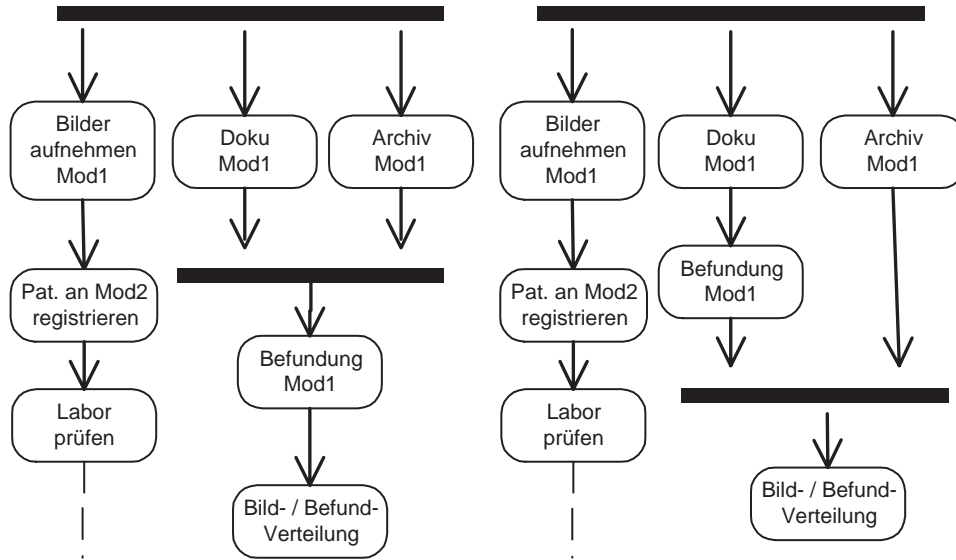 Bilder
aufnehmen
Mod1
Doku
Mod1
Archiv
Mod1
Pat. an Mod2
registrieren
Befundung
Mod1
Labor
prüfen
Bild- / Befund-
Verteilung
Bilder
aufnehmen
Mod1
Doku
Mod1
Archiv
Mod1
Befundung
Mod1
Pat. an Mod2
registrieren
Labor
prüfen
Bild- / Befund-
Verteilung